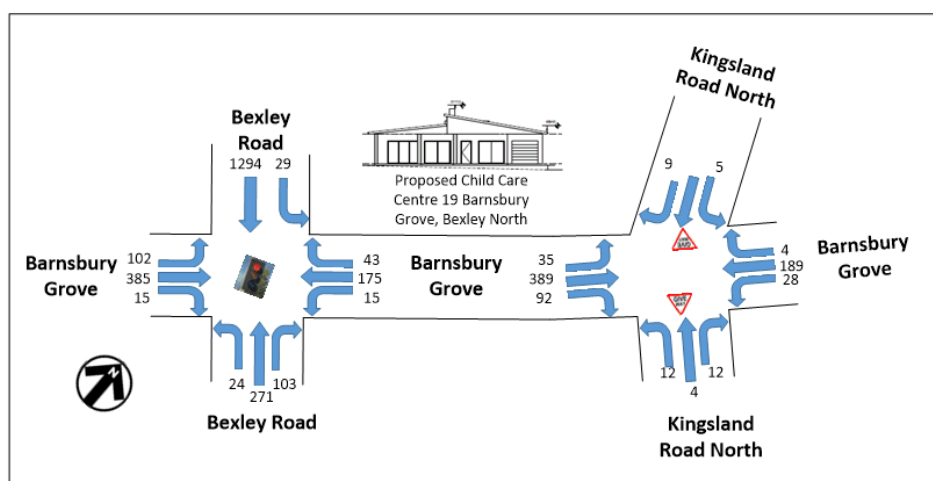 Kingsland
Road North
Bexley
Road
1294 29
9 5
Proposed Child Care
Centre 19 Barnsbury
Grove, Bexley North
Barnsbury
Grove
102
385
15
43
175
15
Barnsbury
Grove
35
389
92
4
189
28
Barnsbury
Grove
GIVE
WAY
N
24
271
103
Bexley Road
12
4
12
Kingsland
Road North